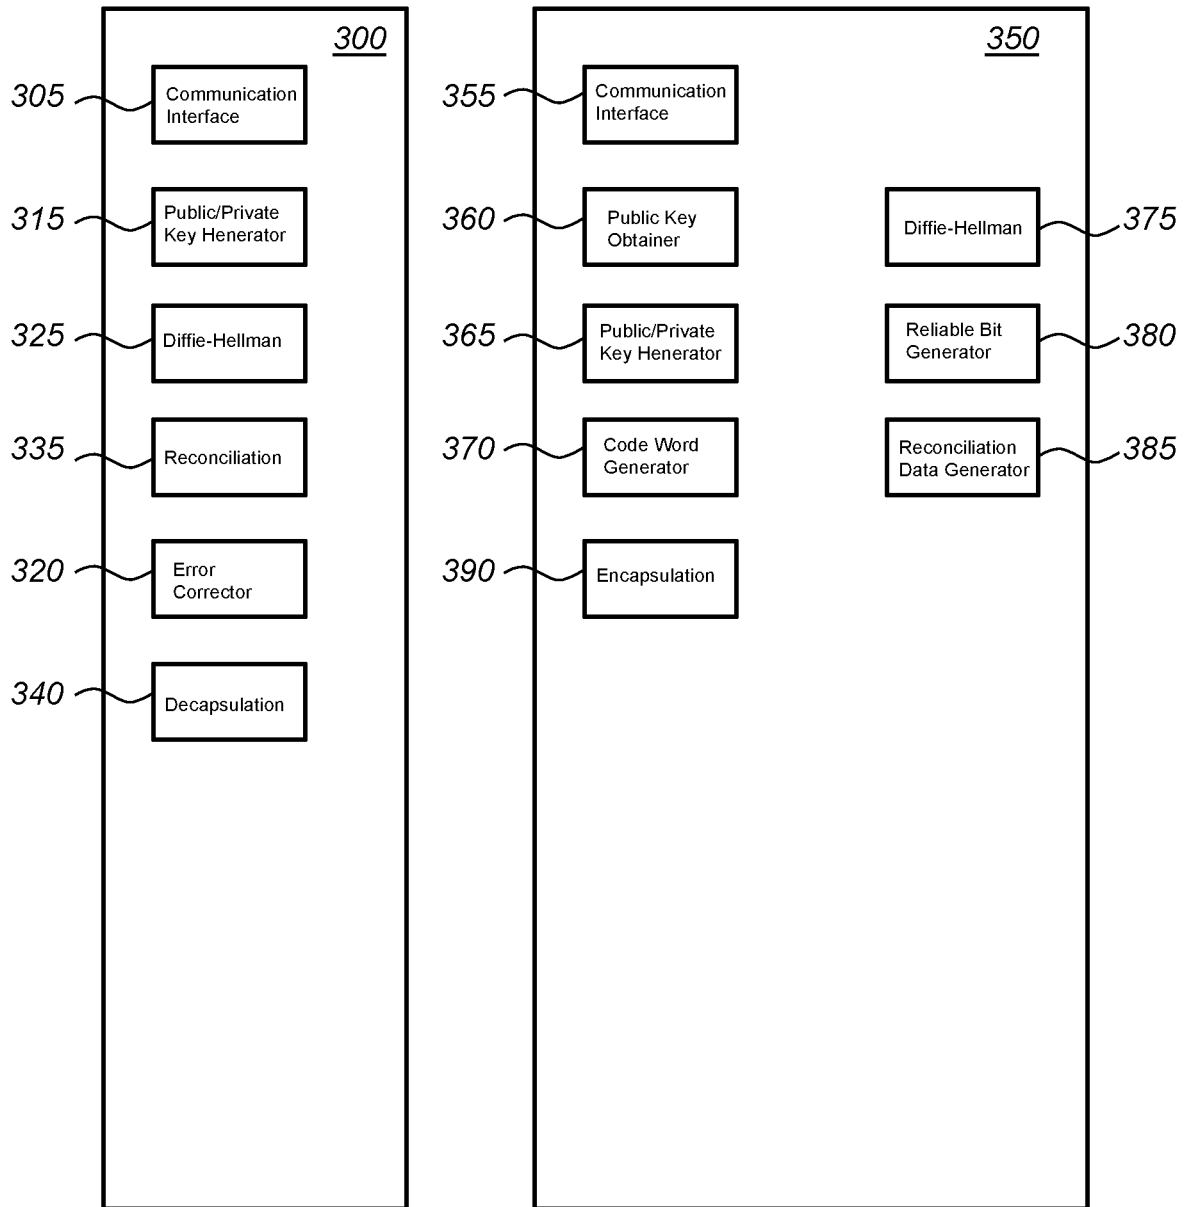 300
305
Communication
Interface
315
Public/Private
Key Henerator
325
Diffie-Hellman
335
Reconciliation
320
Error
Corrector
340
Decapsulation
350
355
Communication
Interface
360
Public Key
Obtainer
365
Public/Private
Key Henerator
370
Code Word
Generator
390
Encapsulation
Diffie-Hellman
375
Reliable Bit
Generator
380
Reconciliation
Data Generator
385